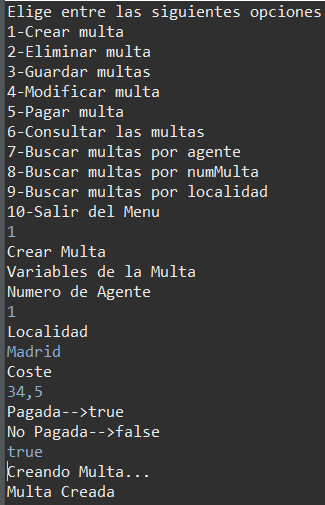 Elige entre las siguientes opciones
1-Crear multa
2-Eliminar multa
3-Guardar multas
4-Modificar multa
5-Pagar multa
6-Consultar las multas
7-Buscar multas por agente
8-Buscar multas por numMulta
9-Buscar multas por localidad
10-Salir del Menu
1
Crear Multa
Variables de la Multa
Numero de Agente
1
Localidad
Madrid
Coste
34,5
Pagada-->true
No Pagada-->false
true
Creando Multa...
Multa Creada